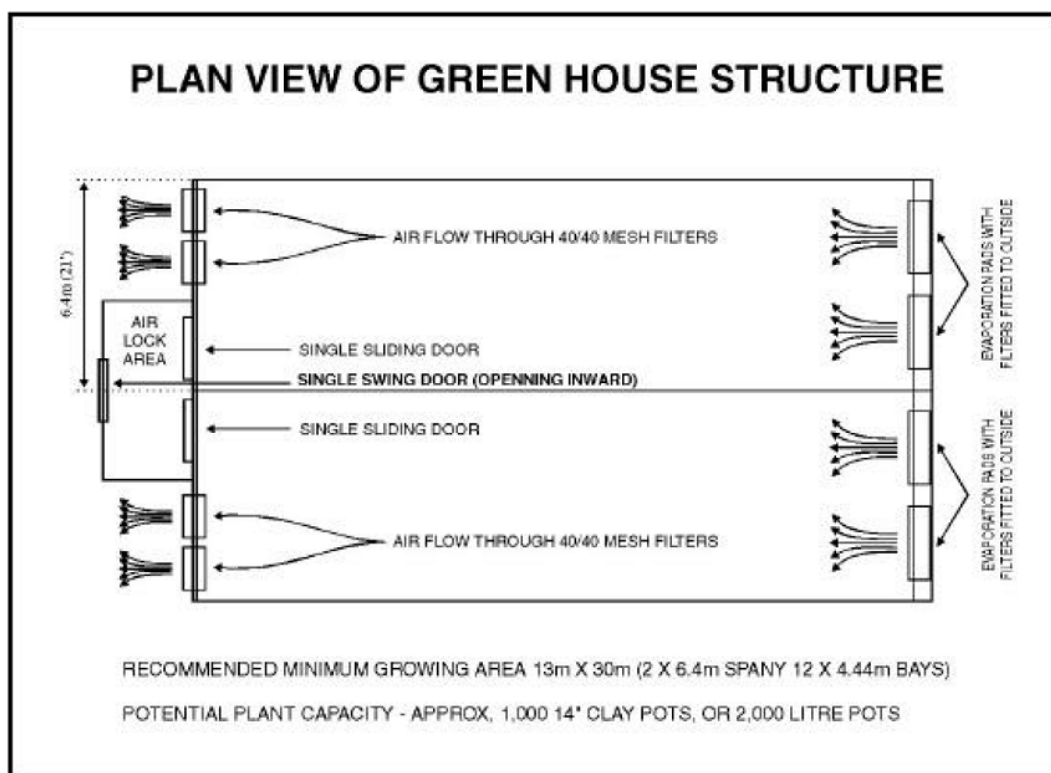 PLAN VIEW OF GREEN HOUSE STRUCTURE
6.4m (21')
AIR FLOW THROUGH 40/40 MESH FILTERS
EVAPORATION PADS WITH
FILTERS FITTED TO OUTSIDE
AIR
LOCK
AREA
SINGLE SLIDING DOOR
SINGLE SWING DOOR (OPENNING INWARD)
SINGLE SLIDING DOOR
EVAPORATION PADS WITH
FILTERS FITTED TO OUTSIDE
AIR FLOW THROUGH 40/40 MESH FILTERS
RECOMMENDED MINIMUM GROWING AREA 13m X 30m (2 X 6.4m SPANY 12 X 4.44m BAYS)
POTENTIAL PLANT CAPACITY - APPROX, 1,000 14" CLAY POTS, OR 2,000 LITRE POTS